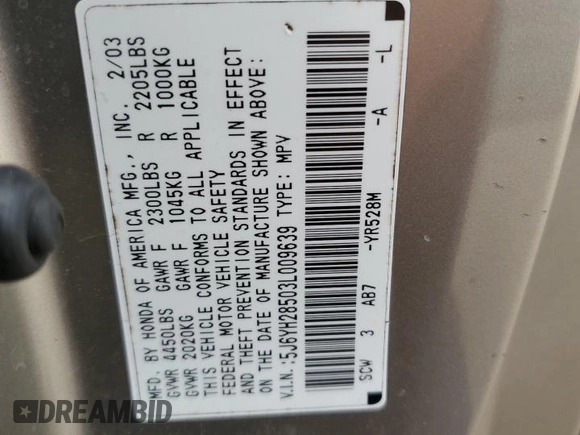 MFD. BY HONDA OF AMERICA MFG., INC. 2/03
GVWR 4450LBS GAWR F 2300LBS R 2205LBS
GVWR 2020KG GAWR F 1045KG R 1000KG
THIS VEHICLE CONFORMS TO ALL APPLICABLE
FEDERAL MOTOR VEHICLE SAFETY
AND THEFT PREVENTION STANDARDS IN EFFECT
ON THE DATE OF MANUFACTURE SHOWN ABOVE:
V.I.N.:5J6YH28503L009639 TYPE: MPV
SCW 3 AB7 -YR528M -A -L
DREAMBID